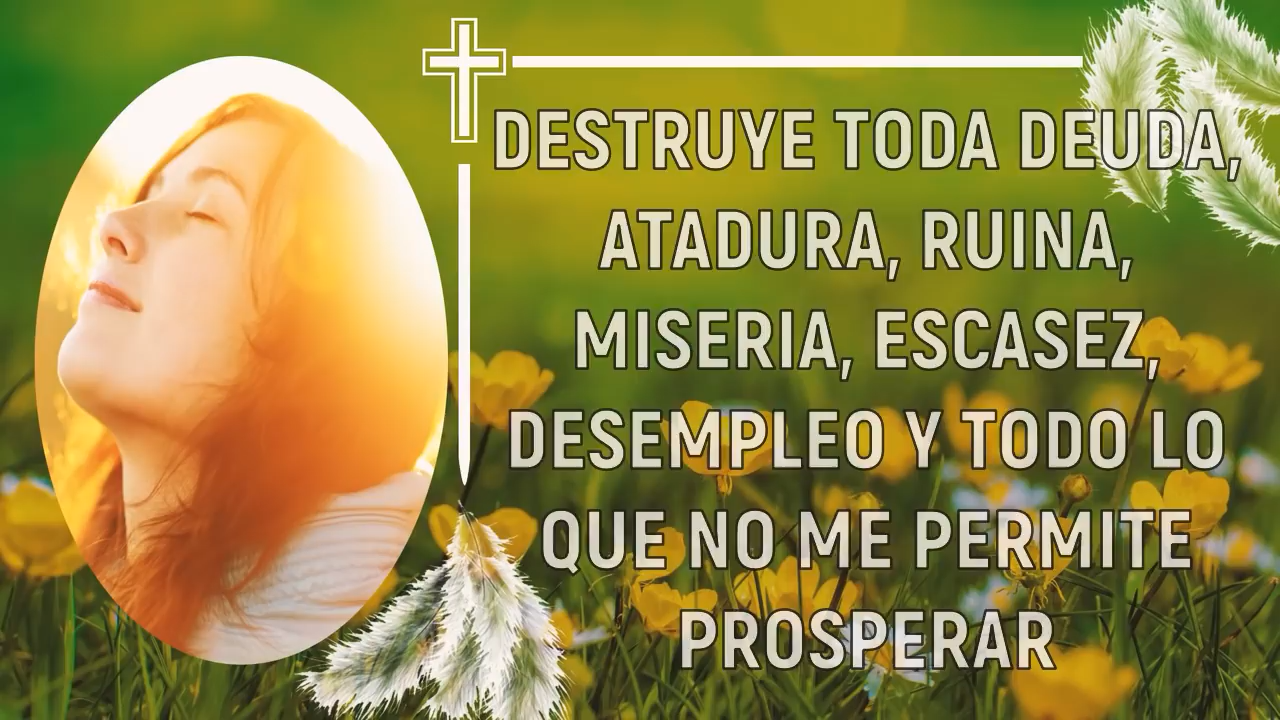 DESTRUYE TODA DEUDA,
ATADURA, RUINA,
MISERIA, ESCASEZ,
DESEMPLEO Y TODO LO
QUE NO ME PERMITE
PROSPERAR